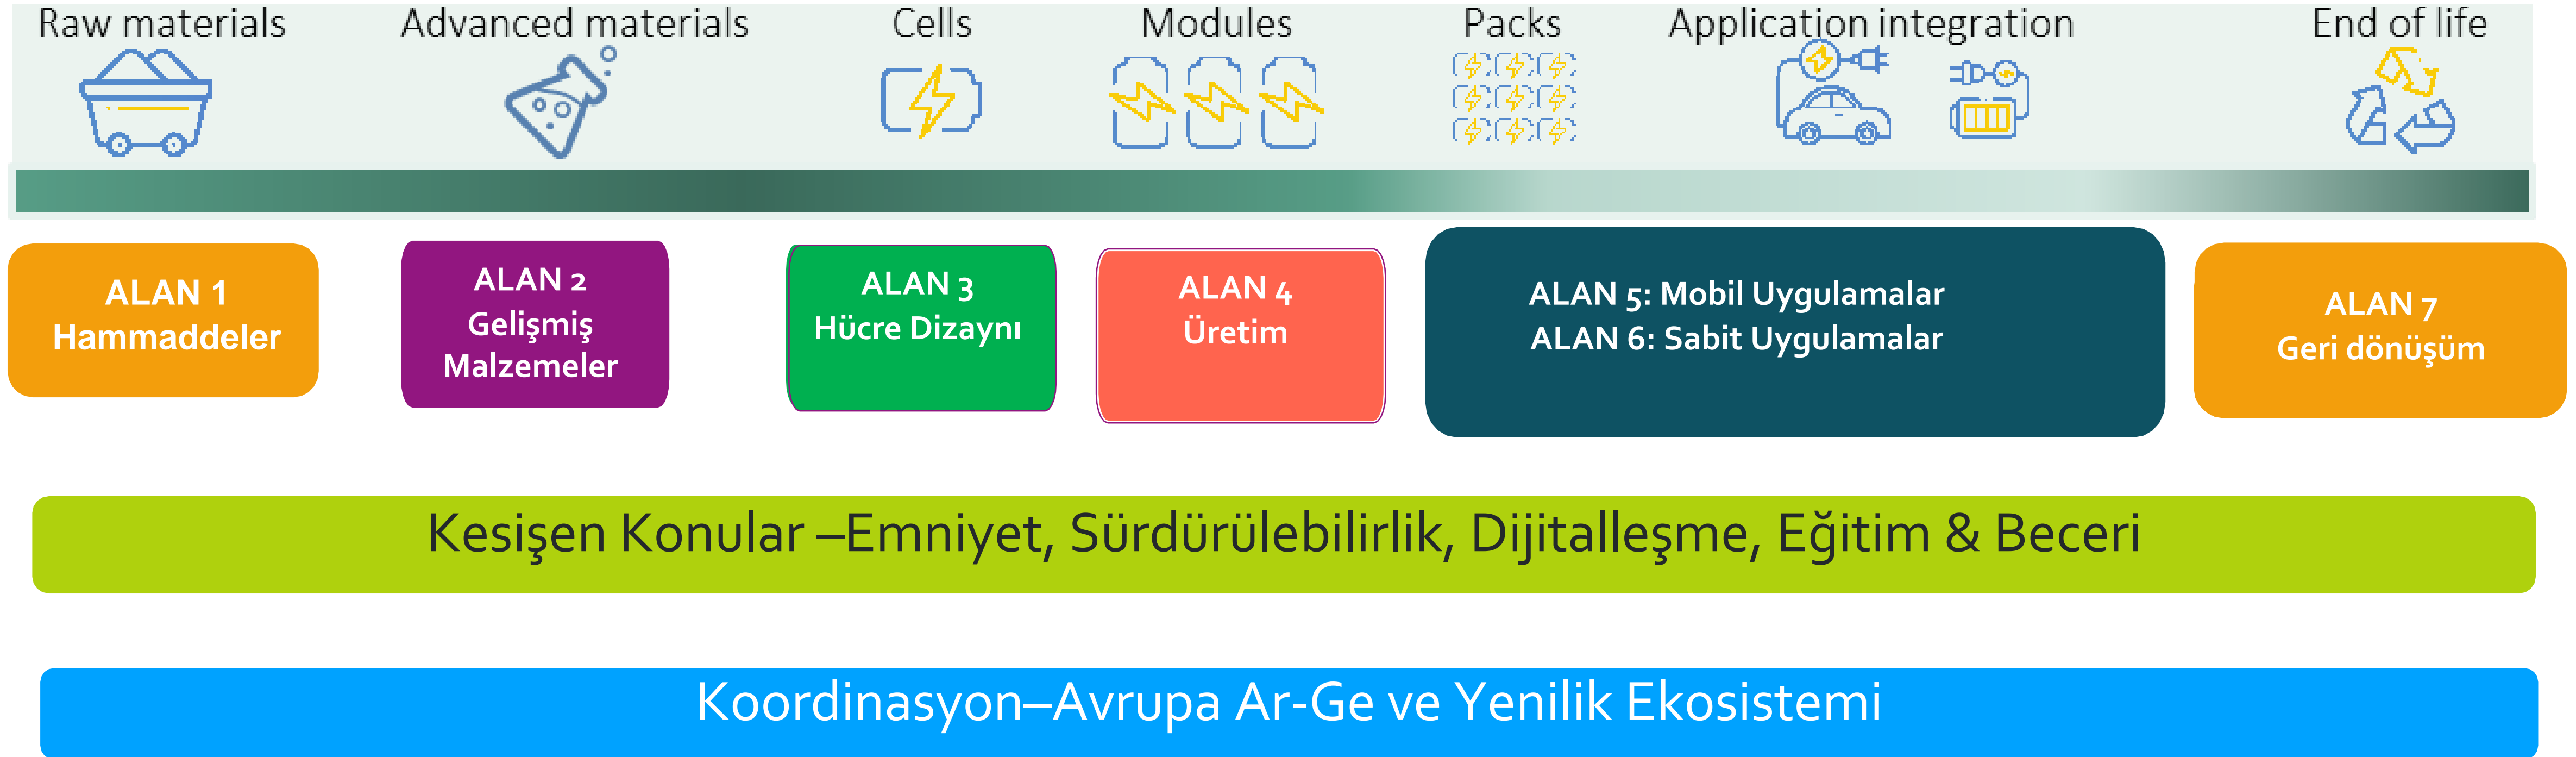 Raw materials
Advanced materials
Cells
Modules
Packs
Application integration
End of life
ALAN 1
Hammaddeler
ALAN 2
Gelişmiş
Malzemeler
ALAN 3
Hücre Dizaynı
ALAN 4
Üretim
ALAN 5: Mobil Uygulamalar
ALAN 6: Sabit Uygulamalar
ALAN 7
Geri dönüşüm
Kesişen Konular –Emniyet, Sürdürülebilirlik, Dijitalleşme, Eğitim & Beceri
Koordinasyon–Avrupa Ar-Ge ve Yenilik Ekosistemi